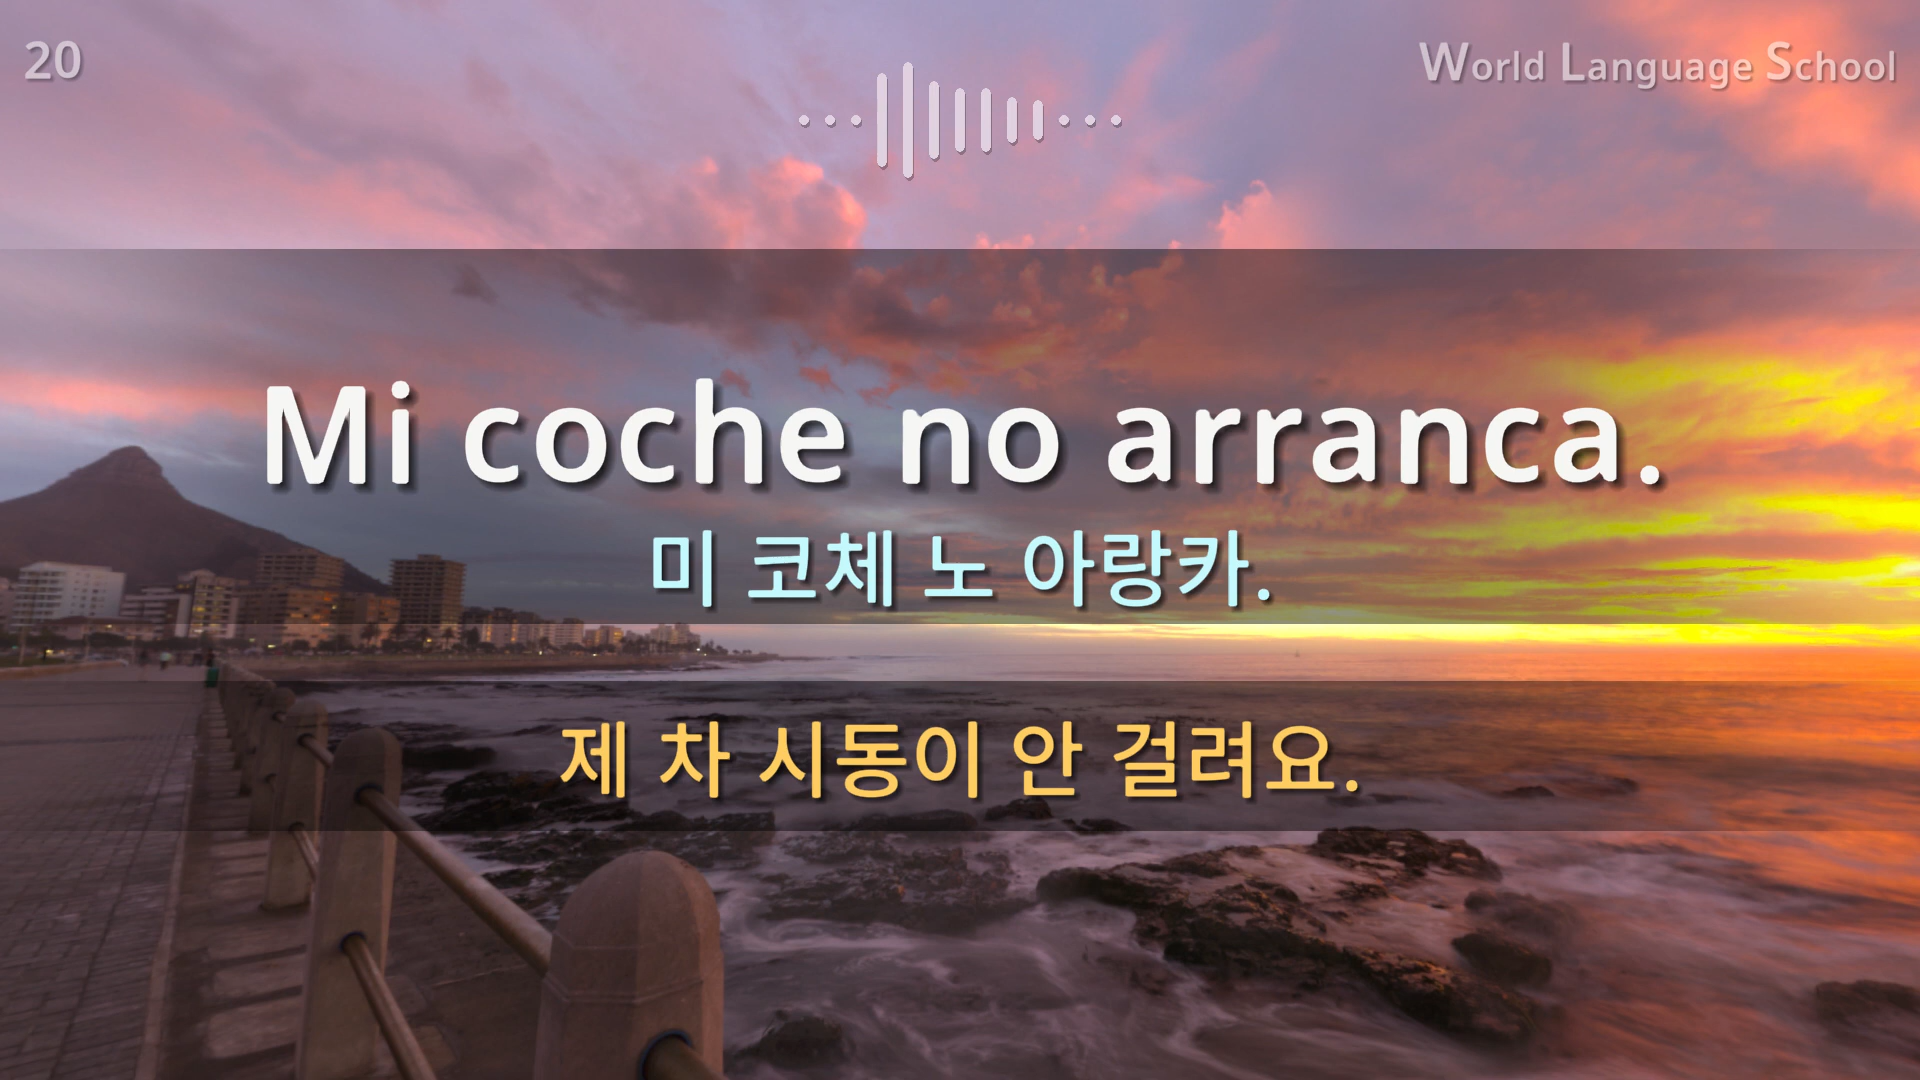 20
World Language School
Mi coche no arranca.
미 코체 노 아랑카.
제 차 시동이 안 걸려요.